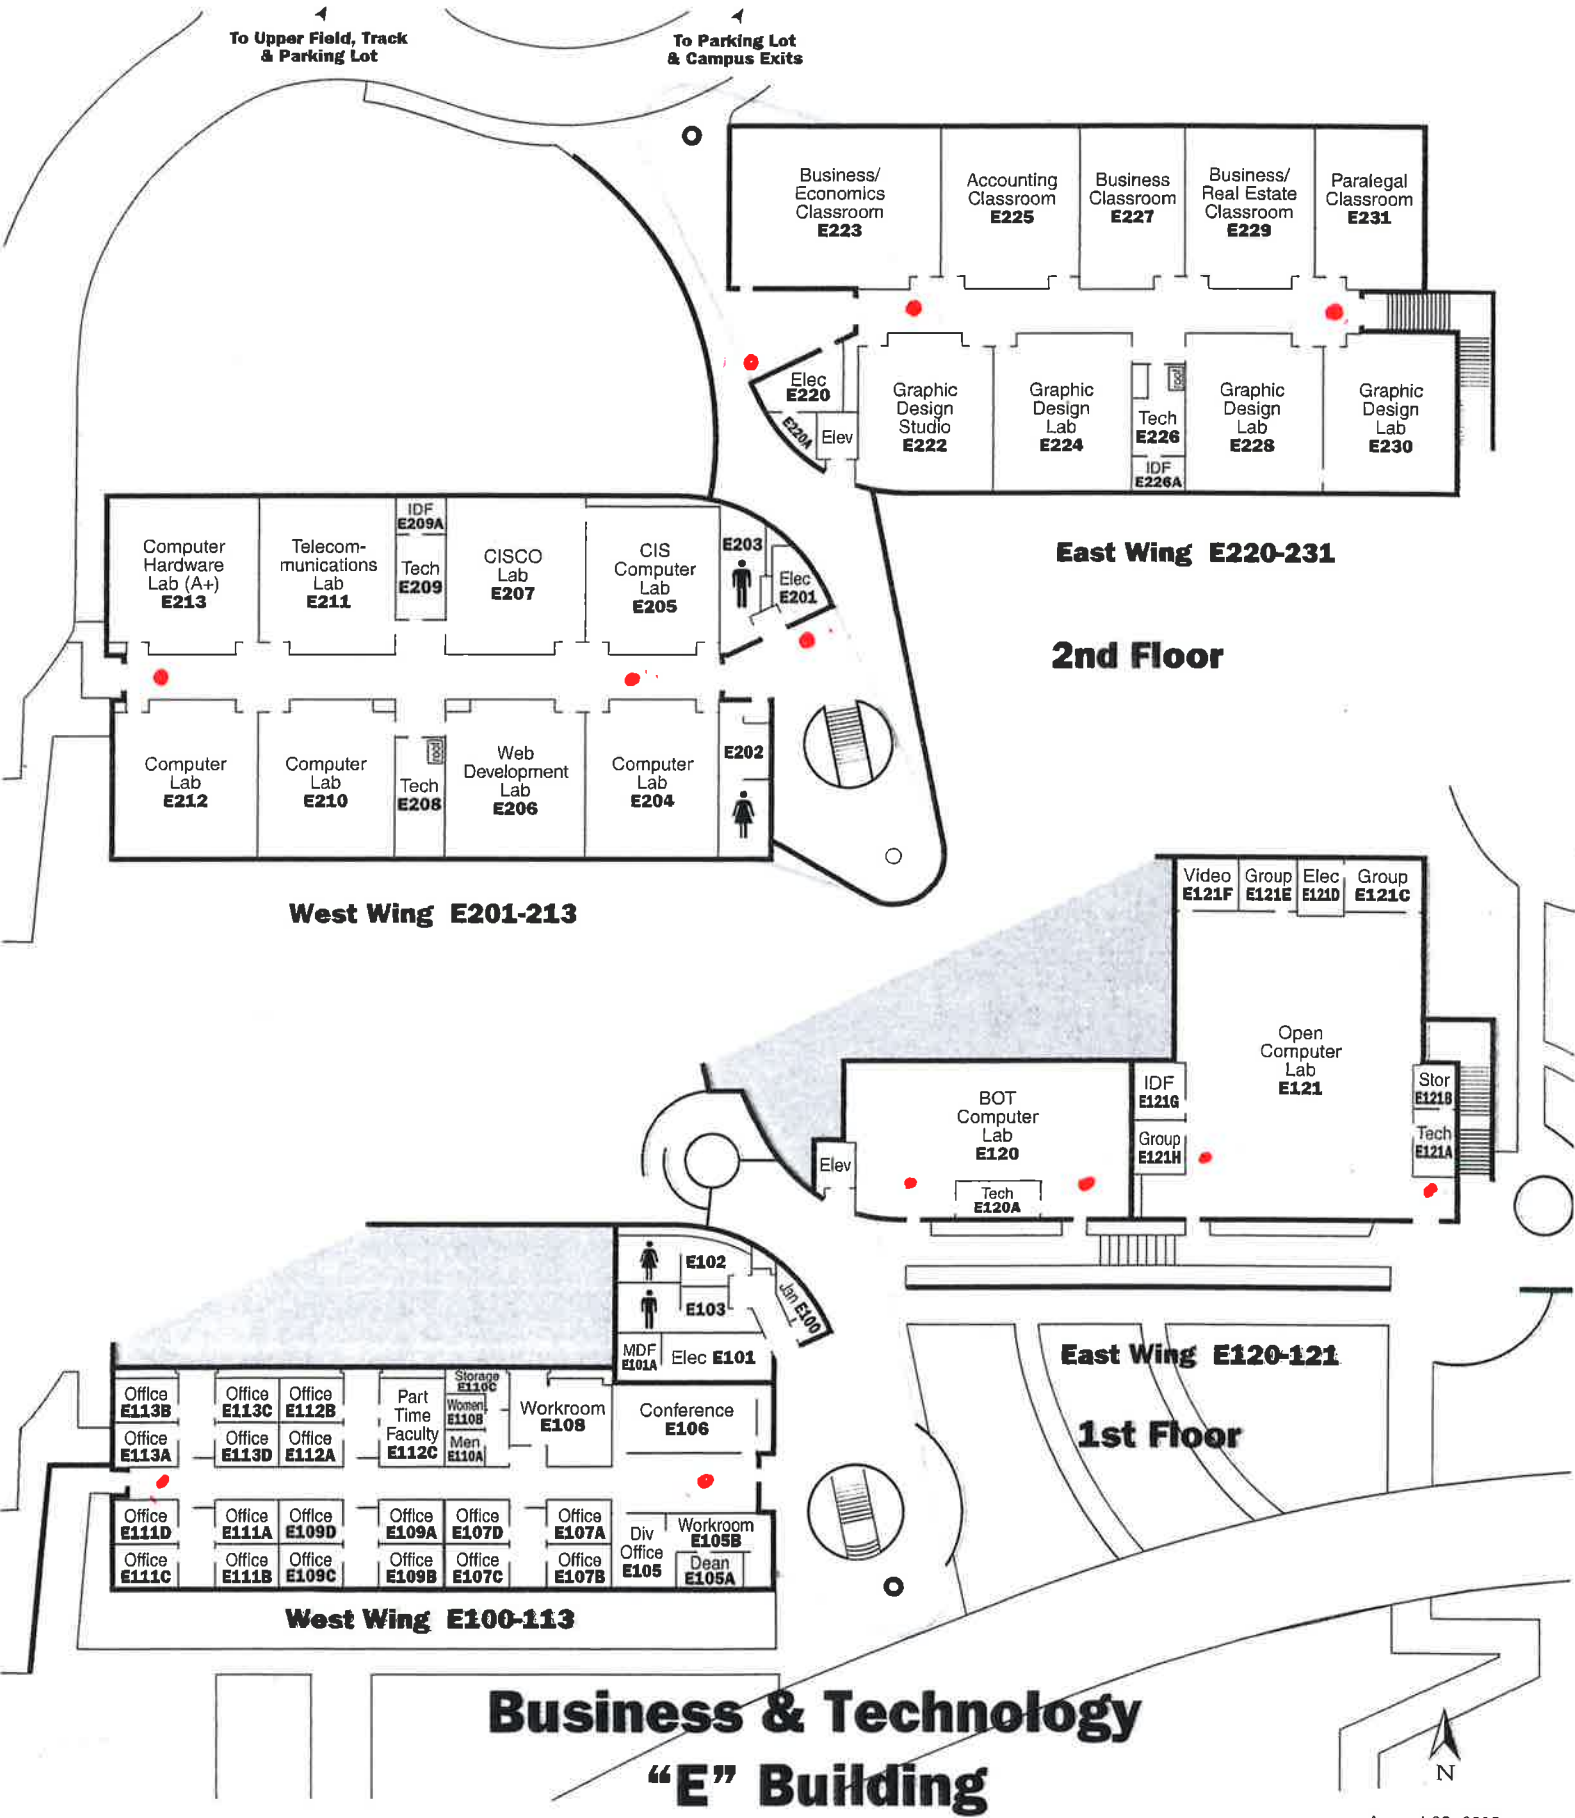 To Upper Field, Track
& Parking Lot
To Parking Lot
& Campus Exits
Business/
Economics
Classroom
E223
Accounting
Classroom
E225
Business
Classroom
E227
Business/
Real Estate
Classroom
E229
Paralegal
Classroom
E231
Elec
E220
E220A
Elev
Graphic
Design
Studio
E222
Graphic
Design
Lab
E224
roof
Tech
E226
IDF
E226A
Graphic
Design
Lab
E228
Graphic
Design
Lab
E230
East Wing E220-231
2nd Floor
Computer
Hardware
Lab (A+)
E213
Telecom-
munications
Lab
E211
IDF
E209A
Tech
E209
CISCO
Lab
E207
CIS
Computer
Lab
E205
E203
Elec
E201
Computer
Lab
E212
Computer
Lab
E210
roof
Tech
E208
Web
Development
Lab
E206
Computer
Lab
E204
E202
West Wing E201-213
Video
E121F
Group
E121E
Elec
E121D
Group
E121C
Open
Computer
Lab
E121
Stor
E121B
Tech
E121A
IDF
E121G
Group
E121H
BOT
Computer
Lab
E120
Tech
E120A
Elev
East Wing E120-121
1st Floor
E102
E103
Jan E100
MDF
E101A
Elec E101
Office
E113B
Office
E113A
Office
E113C
Office
E113D
Office
E112B
Office
E112A
Part
Time
Faculty
E112C
Storage
E110C
Women
E110B
Men
E110A
Workroom
E108
Conference
E106
Office
E111D
Office
E111C
Office
E111A
Office
E111B
Office
E109D
Office
E109C
Office
E109A
Office
E109B
Office
E107D
Office
E107C
Office
E107A
Office
E107B
Div
Office
E105
Workroom
E105B
Dean
E105A
West Wing E100-113
Business & Technology
“E” Building
N